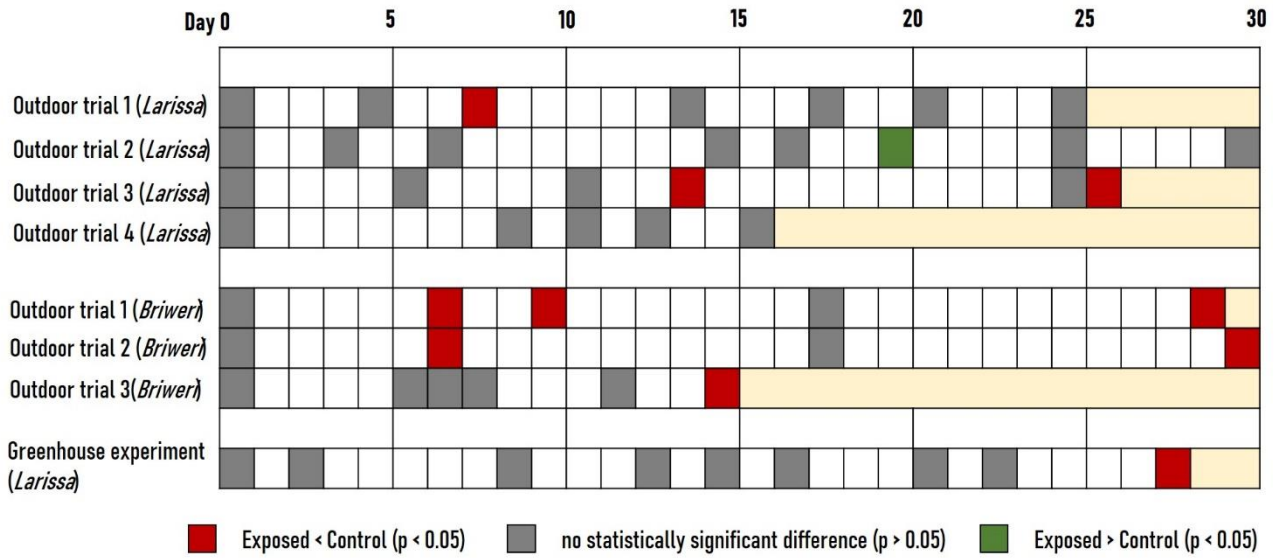 Day 0 5 10 15 20 25 30
Outdoor trial 1 (Larissa)
Outdoor trial 2 (Larissa)
Outdoor trial 3 (Larissa)
Outdoor trial 4 (Larissa)
Outdoor trial 1 (Briweri)
Outdoor trial 2 (Briweri)
Outdoor trial 3(Briweri)
Greenhouse experiment
(Larissa)
Exposed < Control (p < 0.05) no statistically significant difference (p > 0.05) Exposed > Control (p < 0.05)